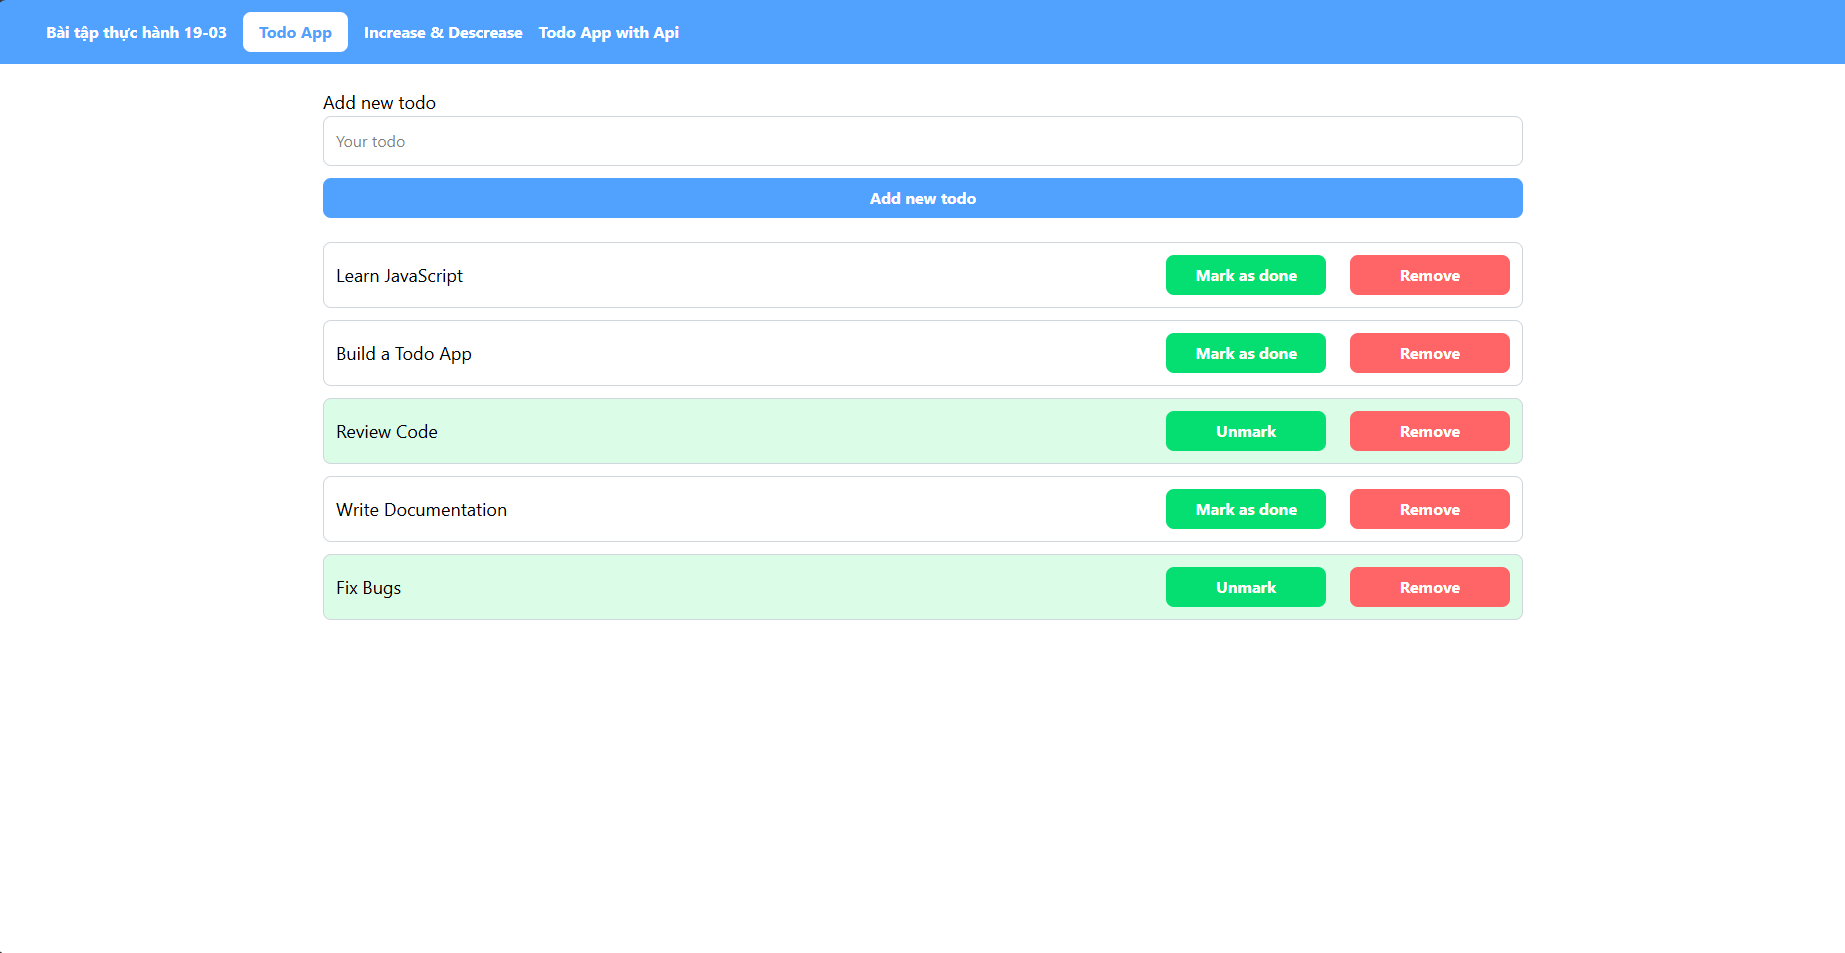 Bài tập thực hành 19-03 Todo App Increase & Descrease Todo App with Api
Add new todo
Your todo
Add new todo
Learn JavaScript Mark as done Remove
Build a Todo App Mark as done Remove
Review Code Unmark Remove
Write Documentation Mark as done Remove
Fix Bugs Unmark Remove